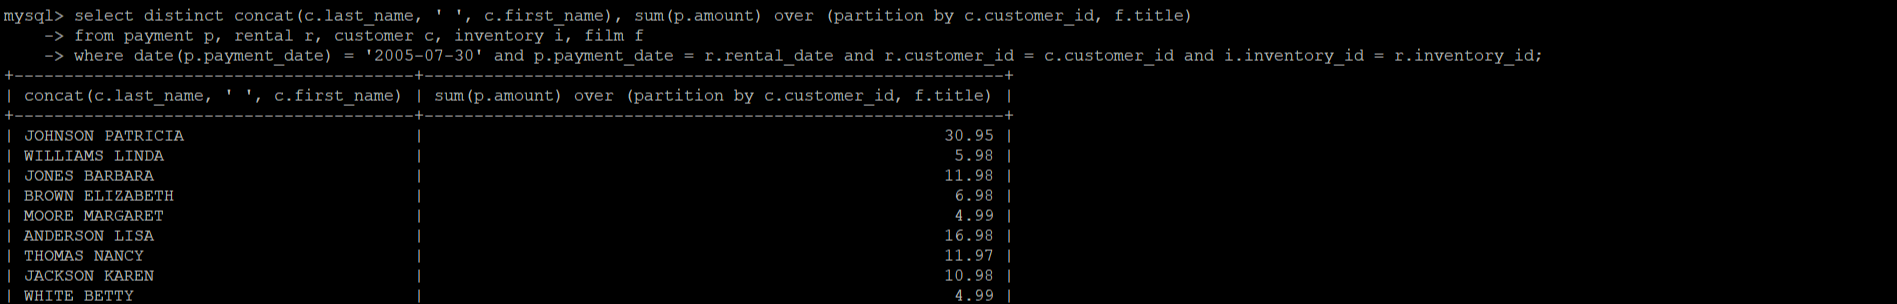 mysql> select distinct concat(c.last_name, ' ', c.first_name), sum(p.amount) over (partition by c.customer_id, f.title)
    -> from payment p, rental r, customer c, inventory i, film f
    -> where date(p.payment_date) = '2005-07-30' and p.payment_date = r.rental_date and r.customer_id = c.customer_id and i.inventory_id = r.inventory_id;
+----------------------------------------+----------------------------------------------------------+
| concat(c.last_name, ' ', c.first_name) | sum(p.amount) over (partition by c.customer_id, f.title) |
+----------------------------------------+----------------------------------------------------------+
| JOHNSON PATRICIA                       |                                                    30.95 |
| WILLIAMS LINDA                         |                                                     5.98 |
| JONES BARBARA                          |                                                    11.98 |
| BROWN ELIZABETH                        |                                                     6.98 |
| MOORE MARGARET                         |                                                     4.99 |
| ANDERSON LISA                          |                                                    16.98 |
| THOMAS NANCY                           |                                                    11.97 |
| JACKSON KAREN                          |                                                    10.98 |
| WHITE BETTY                            |                                                     4.99 |